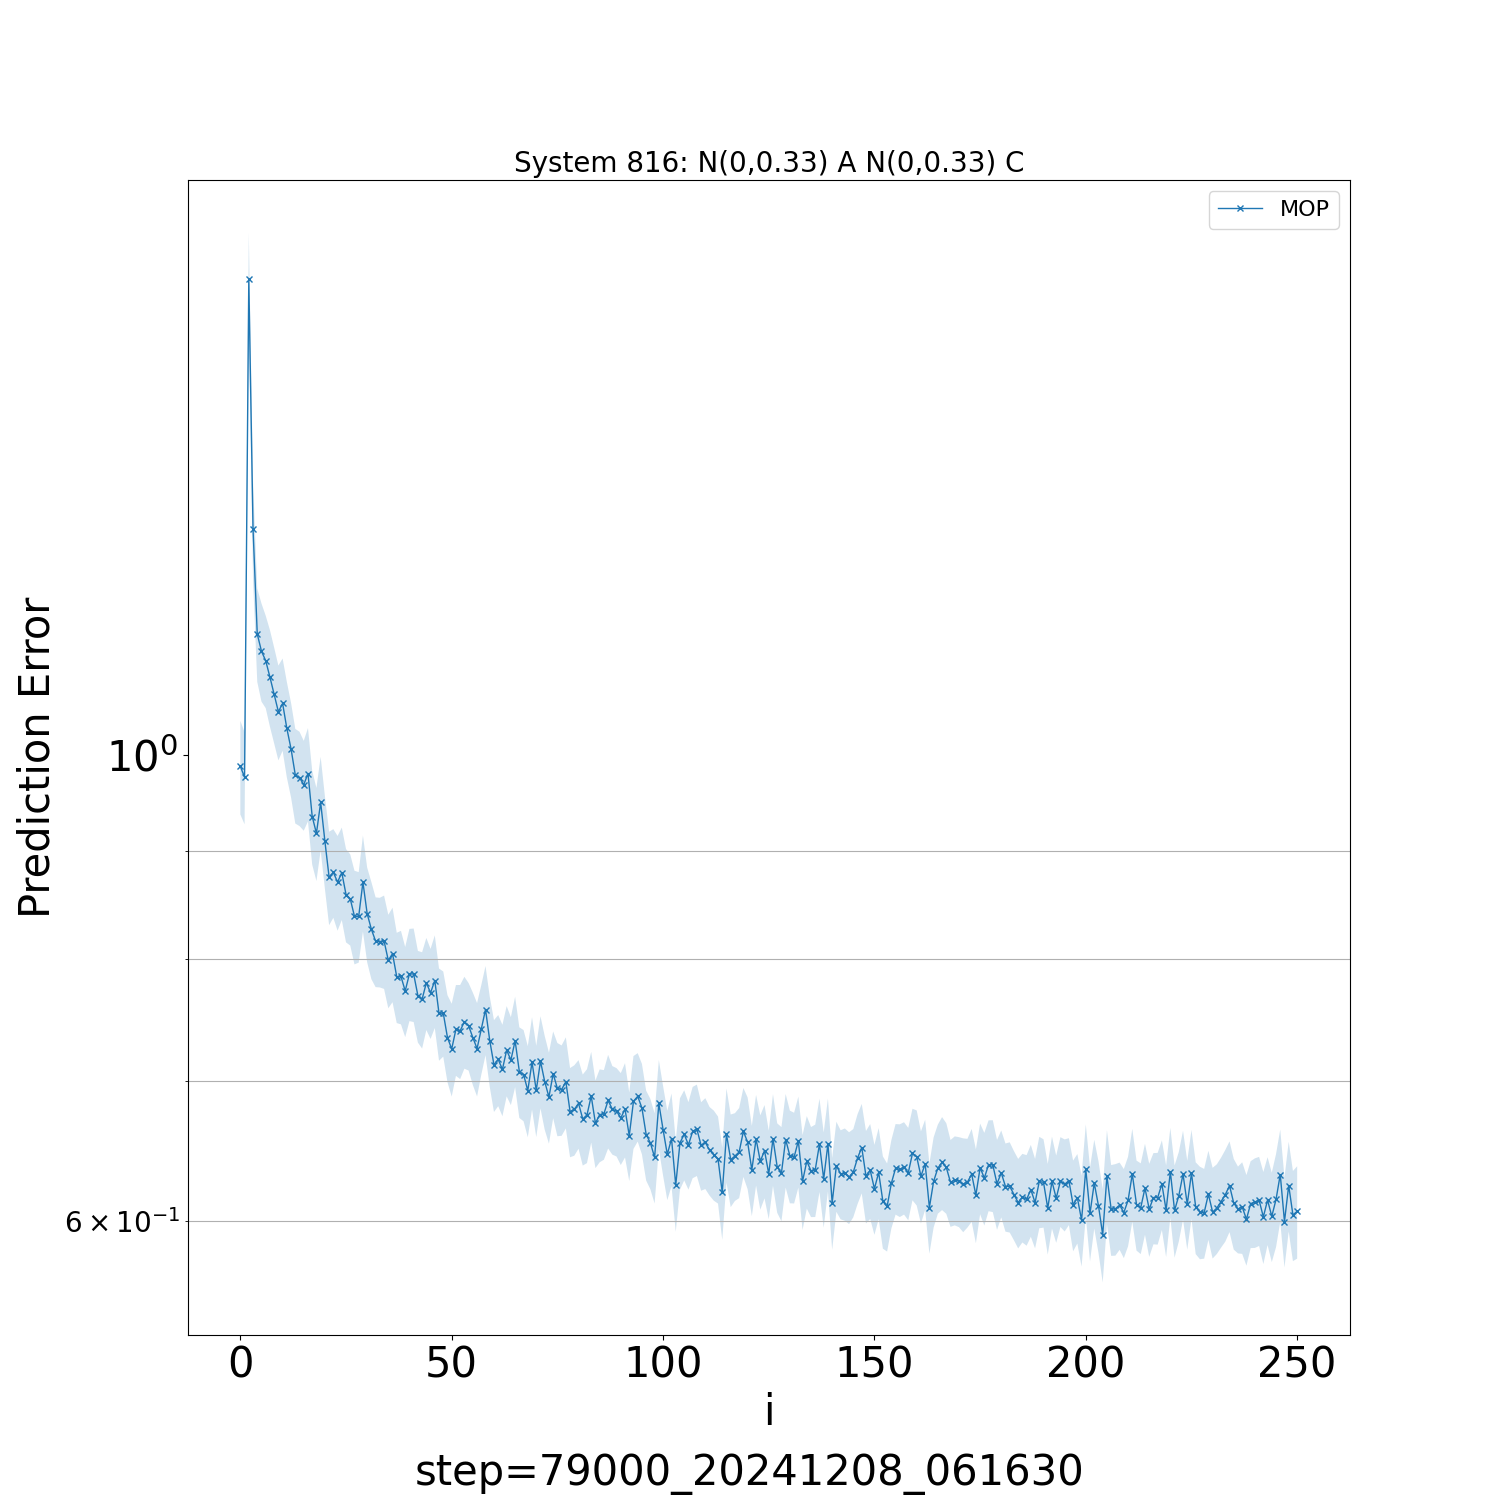 System 816: N(0,0.33) A N(0,0.33) C
MOP
Prediction Error
10⁰
6 × 10⁻¹
0 50 100 150 200 250
i
step=79000_20241208_061630